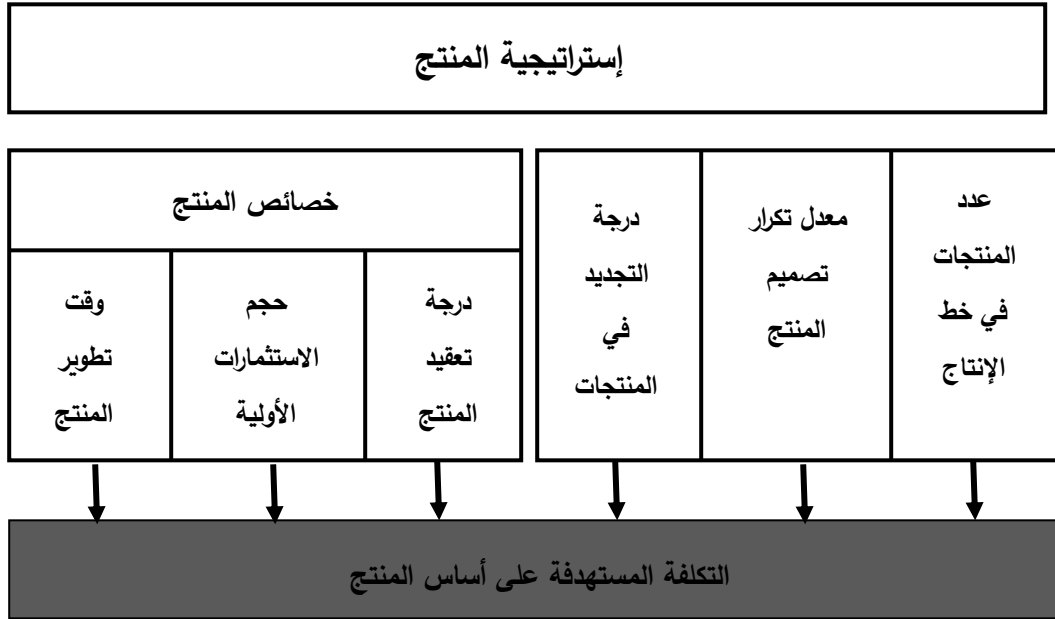 إستراتيجية المنتج
عدد
المنتجات
في خط
الإنتاج
معدل تكرار
تصميم
المنتج
درجة
التجديد
في
المنتجات
خصائص المنتج
درجة
تعقيد
المنتج
حجم
الاستثمارات
الأولية
وقت
تطوير
المنتج
التكلفة المستهدفة على أساس المنتج